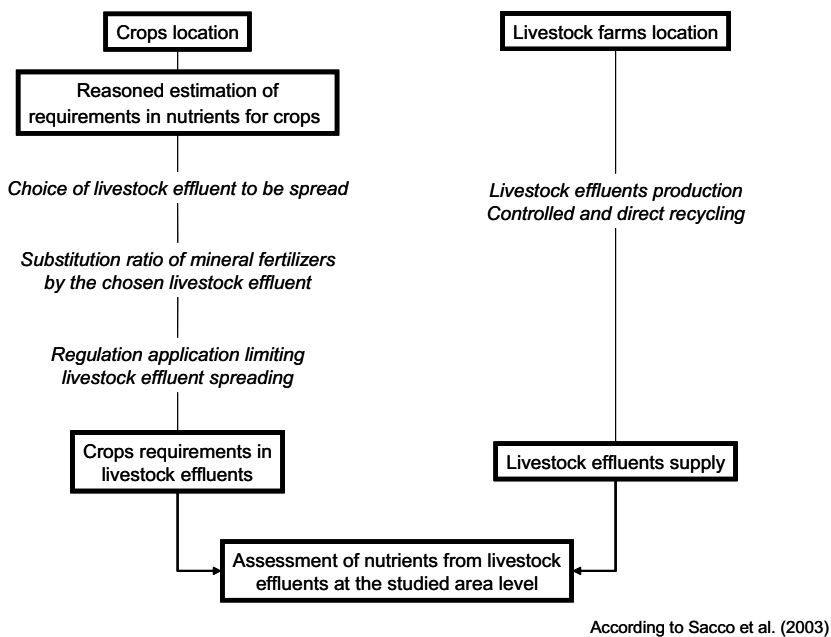 Crops location
Livestock farms location
Reasoned estimation of
requirements in nutrients for crops
Choice of livestock effluent to be spread
Livestock effluents production
Controlled and direct recycling
Substitution ratio of mineral fertilizers
by the chosen livestock effluent
Regulation application limiting
livestock effluent spreading
Crops requirements in
livestock effluents
Livestock effluents supply
Assessment of nutrients from livestock
effluents at the studied area level
According to Sacco et al. (2003)